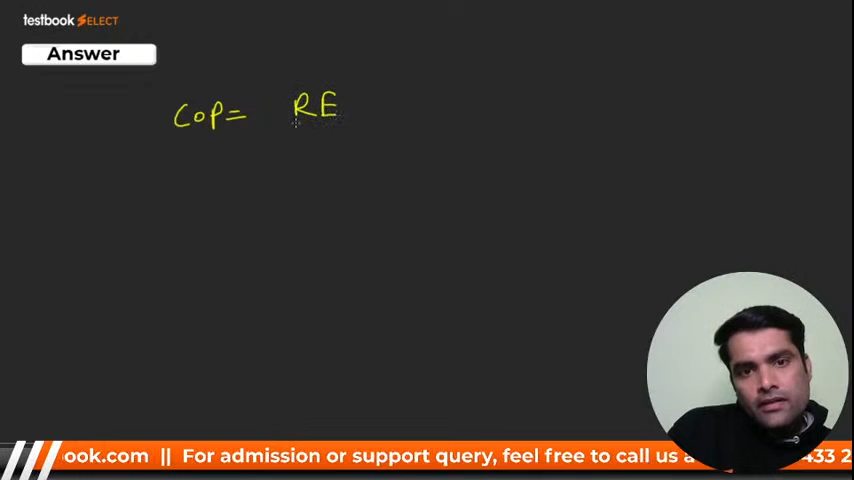 testbook SELECT
Answer
COP= RE
ook.com || For admission or support query, feel free to call us a
433 2